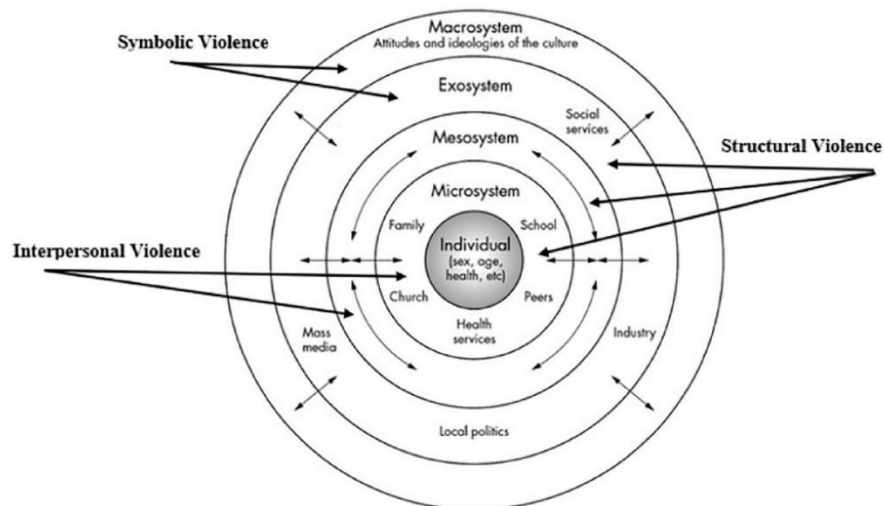 Macrosystem
Attitudes and ideologies of the culture
Symbolic Violence
Exosystem
Social
services
Mesosystem
Structural Violence
Microsystem
Family
School
Individual
(sex, age,
health, etc)
Interpersonal Violence
Church
Peers
Health
services
Mass
media
Industry
Local politics